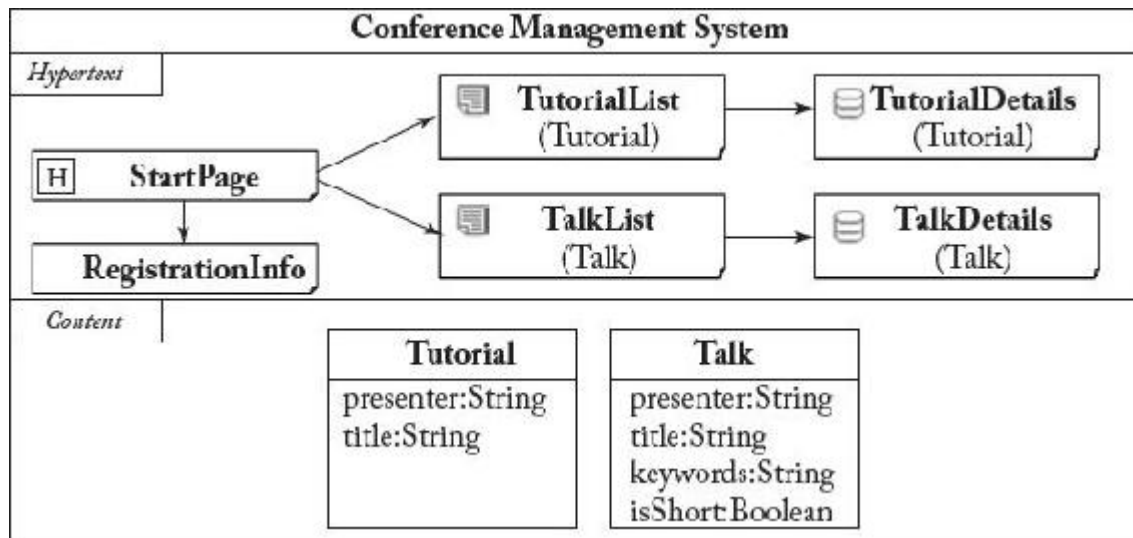 Conference Management System
Hypertext
TutorialList
(Tutorial)
TutorialDetails
(Tutorial)
H StartPage
TalkList
(Talk)
TalkDetails
(Talk)
RegistrationInfo
Content
Tutorial
presenter:String
title:String
Talk
presenter:String
title:String
keywords:String
isShort:Boolean